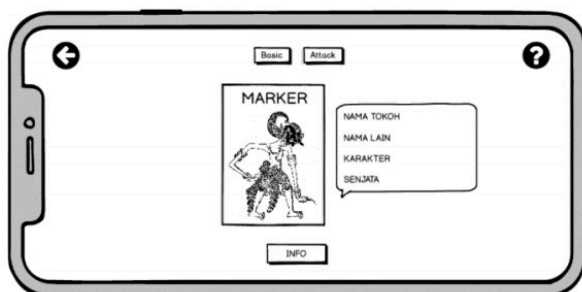 Basic Attack
?
MARKER
NAMA TOKOH
NAMA LAIN
KARAKTER
SENJATA
INFO